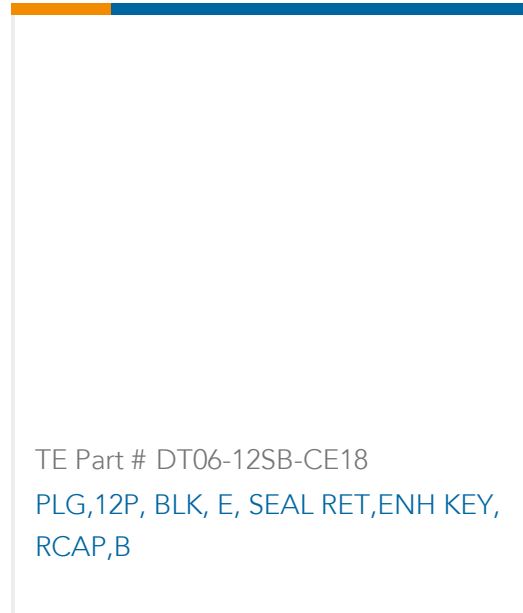 TE Part # DT06-12SB-CE18
PLG,12P, BLK, E, SEAL RET,ENH KEY,
RCAP,B